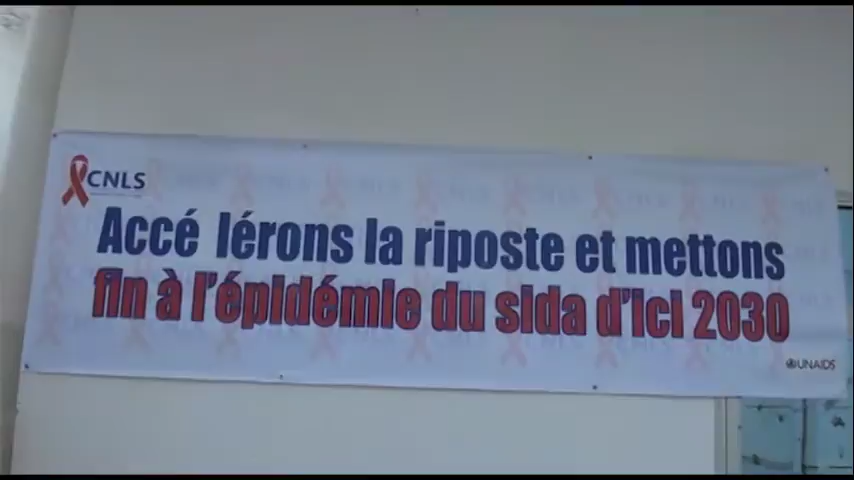 CNLS
Accé lérons la riposte et mettons
fin à l'épidémie du sida d'ici 2030
UNAIDS